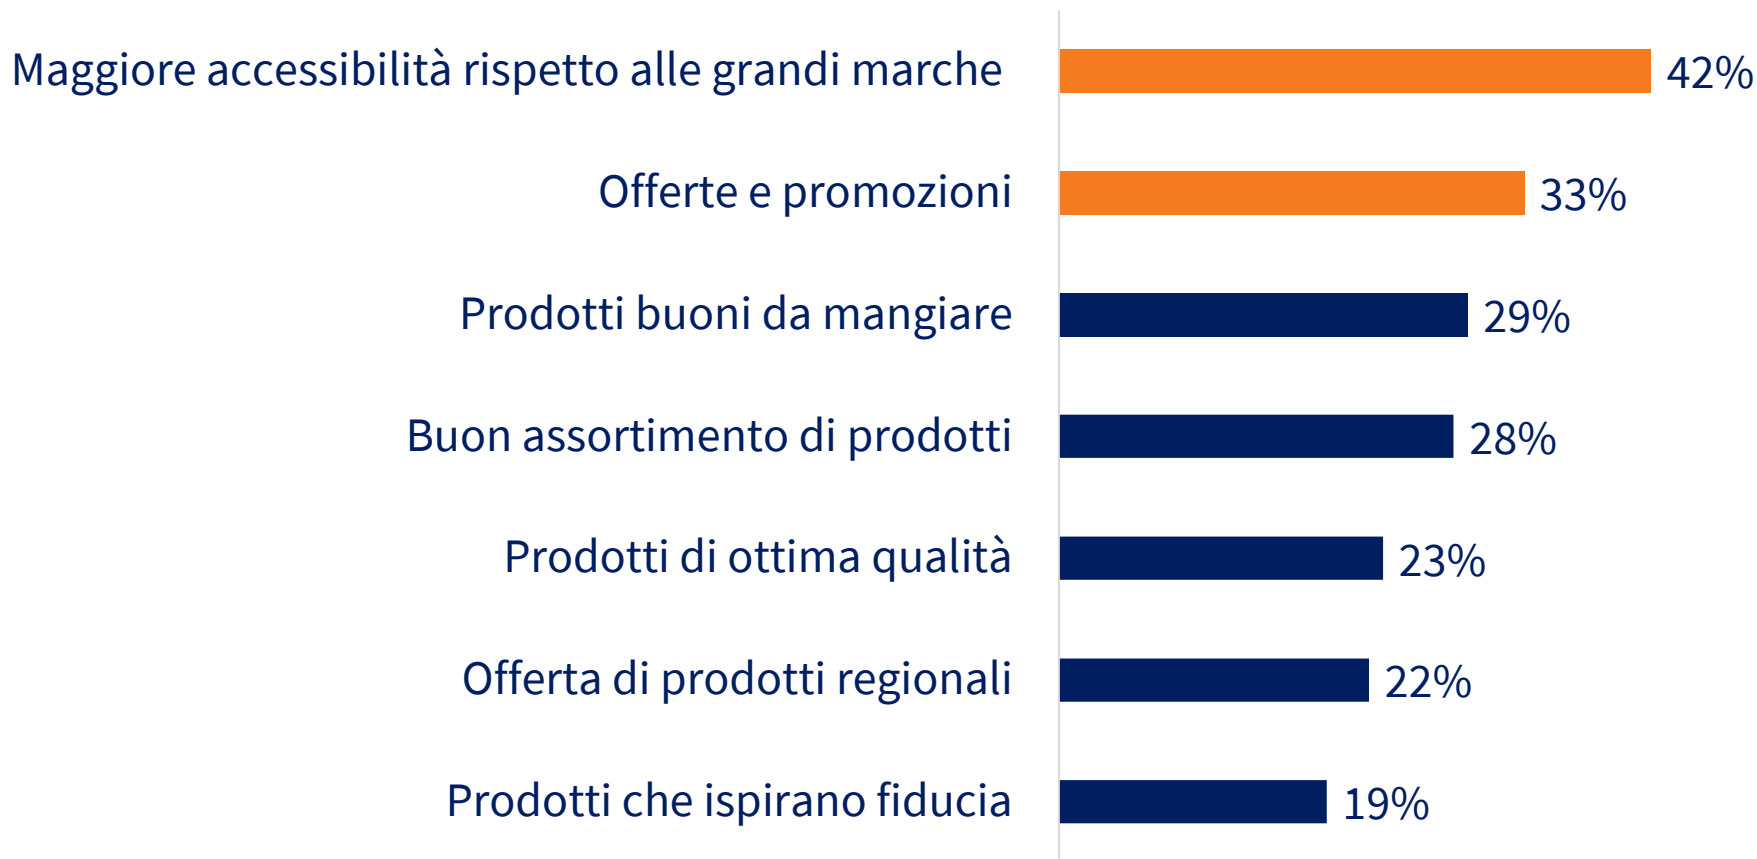 Maggiore accessibilità rispetto alle grandi marche 42%
Offerte e promozioni 33%
Prodotti buoni da mangiare 29%
Buon assortimento di prodotti 28%
Prodotti di ottima qualità 23%
Offerta di prodotti regionali 22%
Prodotti che ispirano fiducia 19%